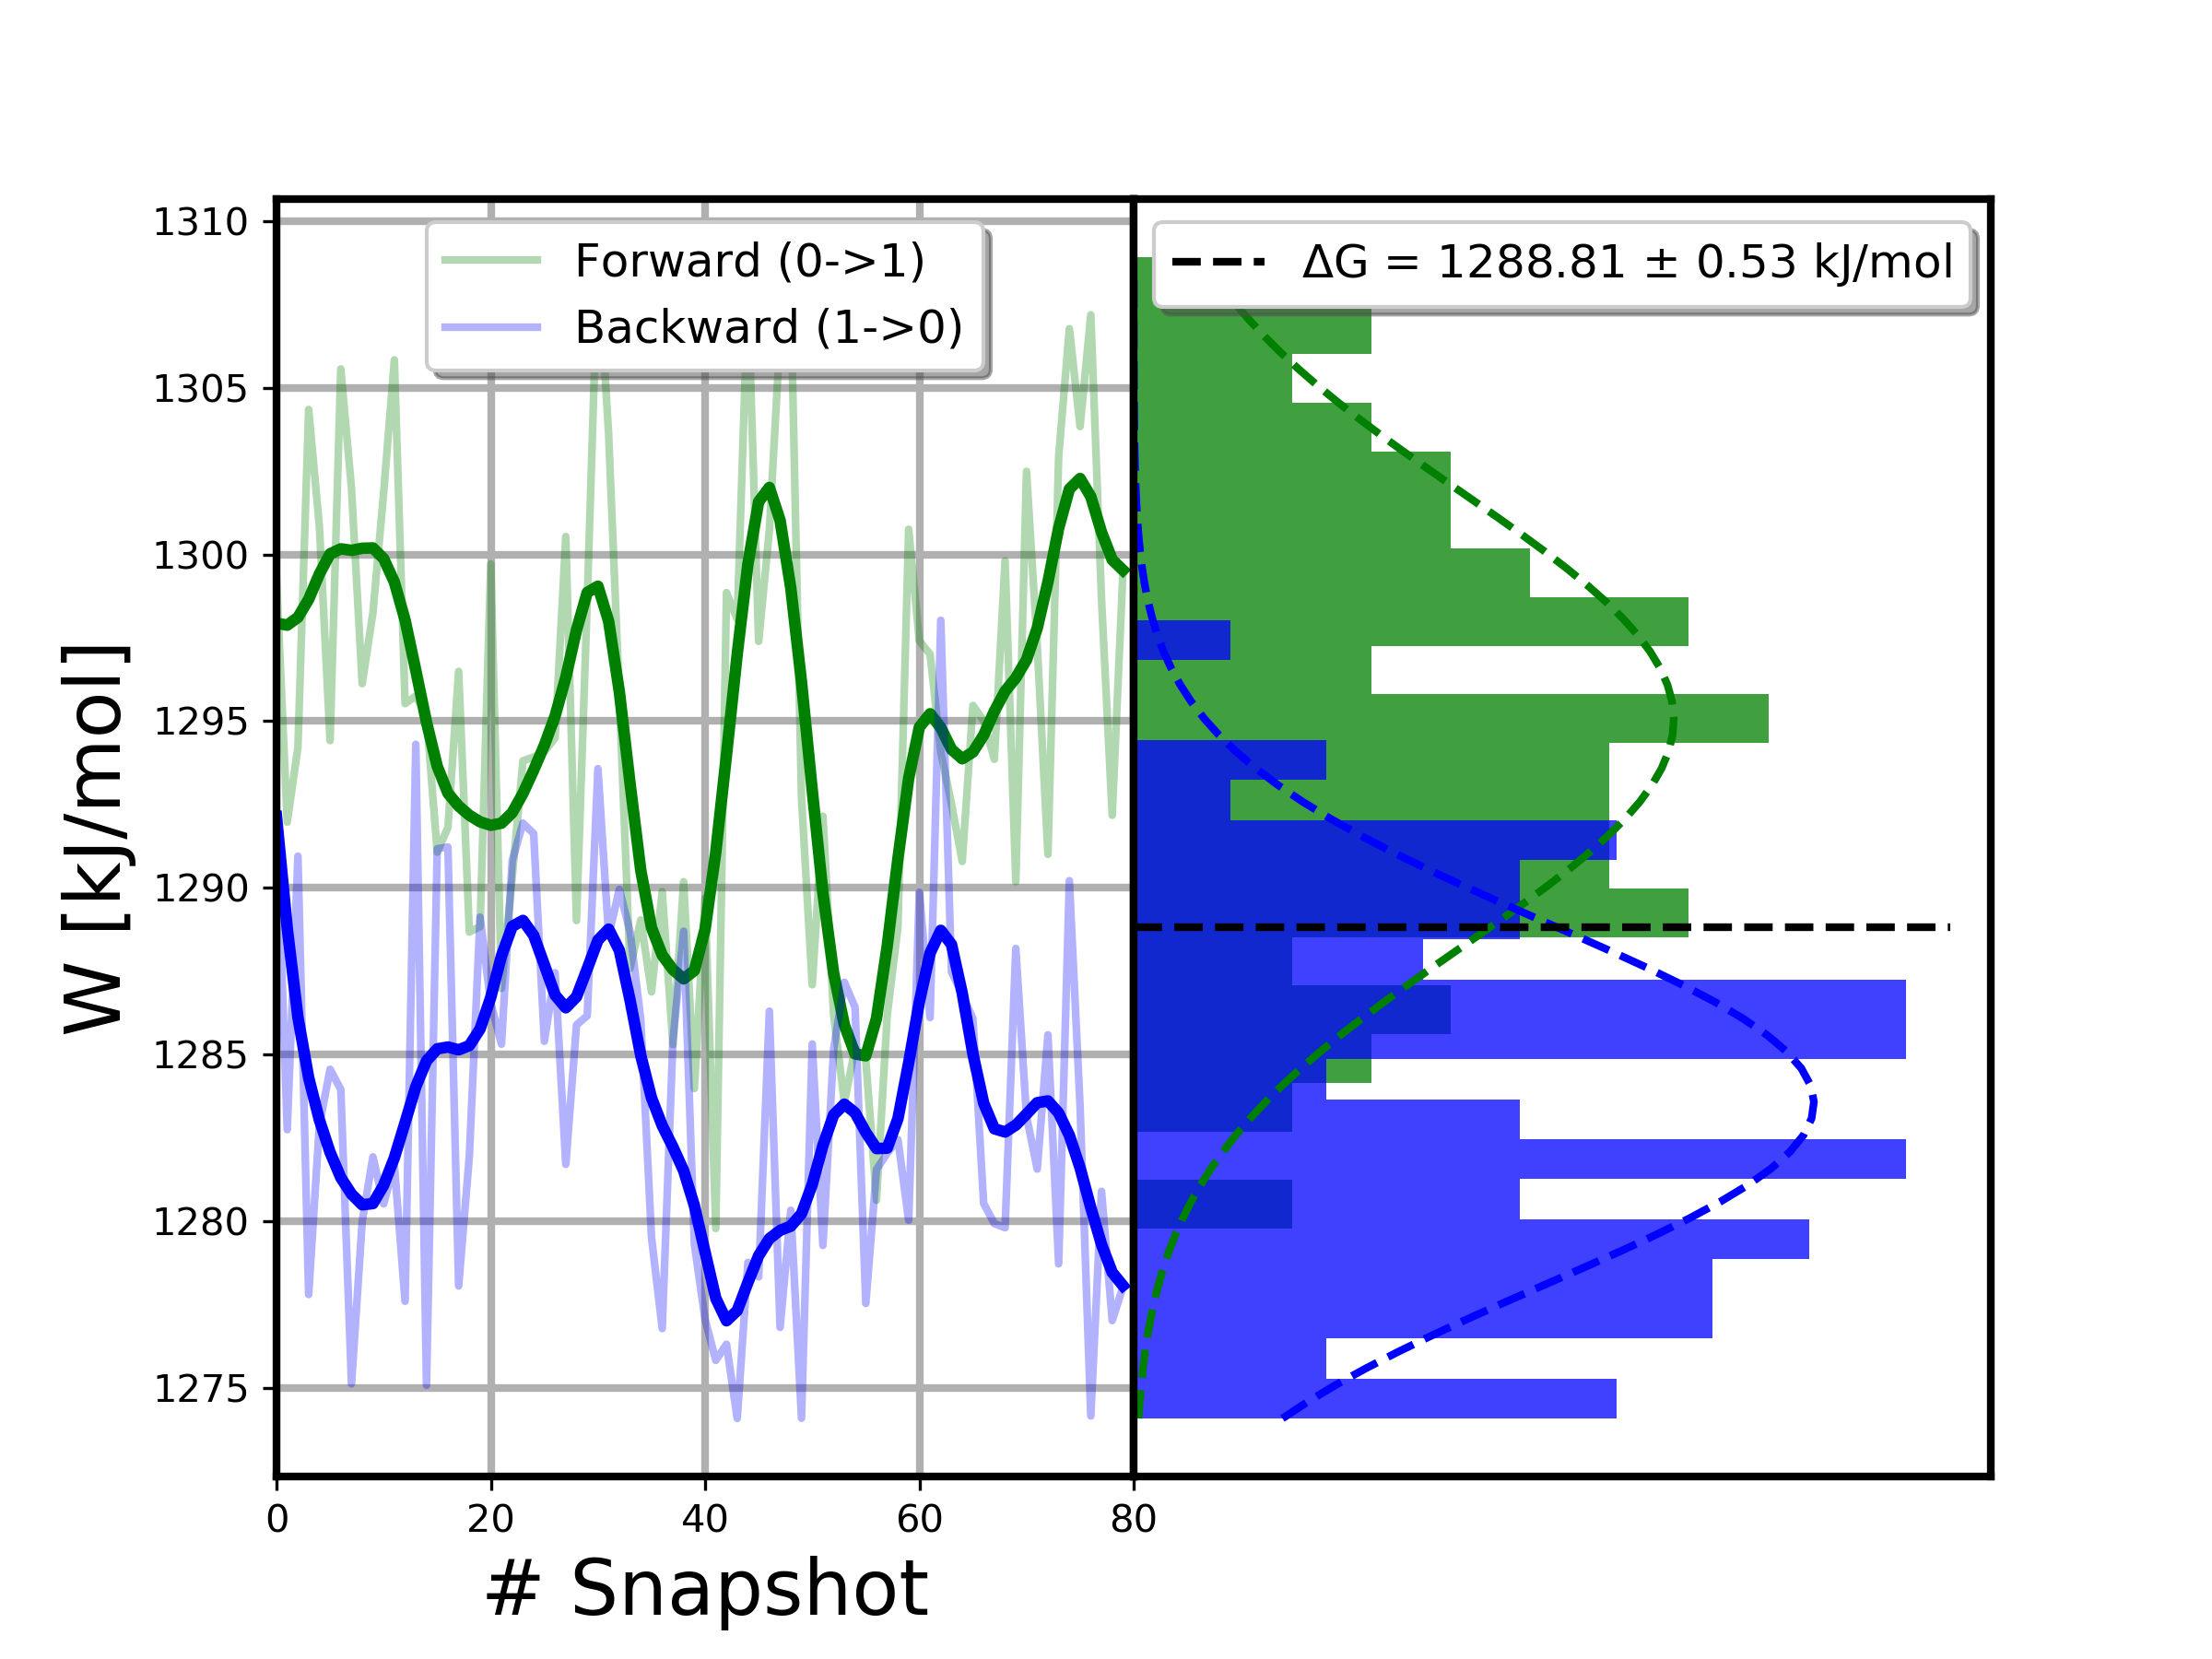 Forward (0->1)
Backward (1->0)
ΔG = 1288.81 ± 0.53 kJ/mol
W [kJ/mol]
1310
1305
1300
1295
1290
1285
1280
1275
0 20 40 60 80
# Snapshot